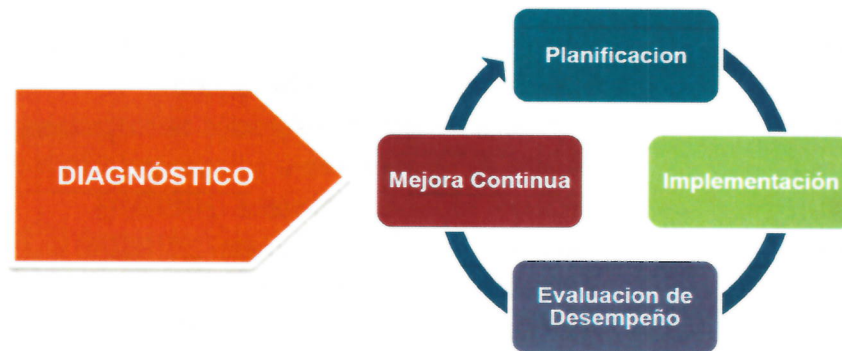 DIAGNÓSTICO
Planificacion
Implementación
Evaluacion de
Desempeño
Mejora Continua